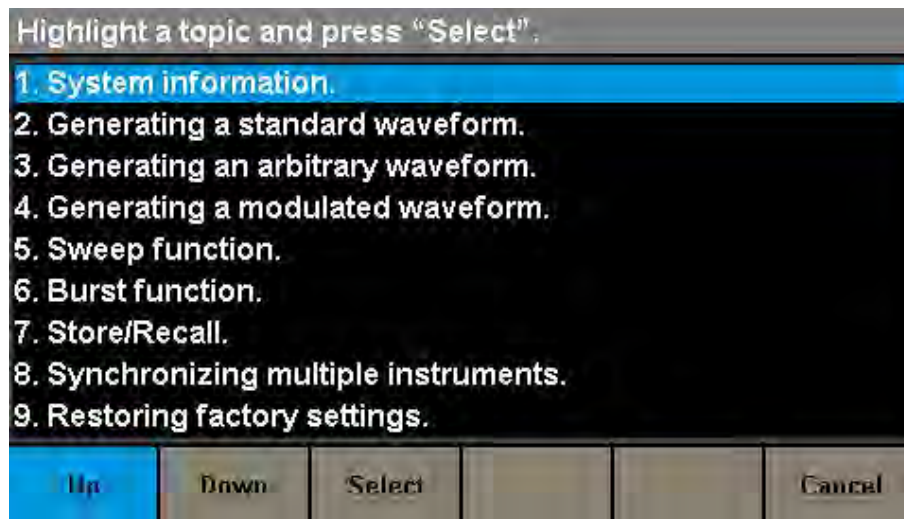 Highlight a topic and press “Select”.
1. System information.
2. Generating a standard waveform.
3. Generating an arbitrary waveform.
4. Generating a modulated waveform.
5. Sweep function.
6. Burst function.
7. Store/Recall.
8. Synchronizing multiple instruments.
9. Restoring factory settings.
Up Down Select Cancel